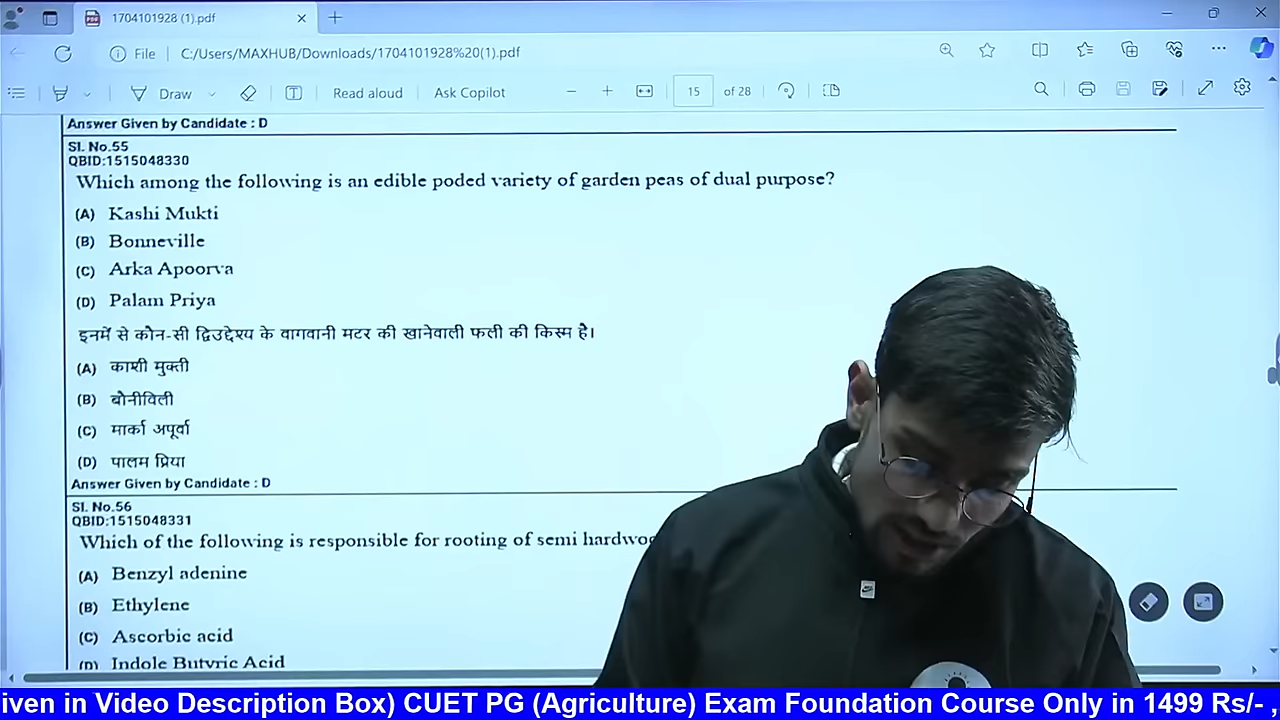 1704101928 (1).pdf
File C:/Users/MAXHUB/Downloads/1704101928%20(1).pdf
Draw Read aloud Ask Copilot 15 of 28
Answer Given by Candidate : D
SI. No.55
QBID:1515048330
Which among the following is an edible poded variety of garden peas of dual purpose?
(A) Kashi Mukti
(B) Bonneville
(C) Arka Apoorva
(D) Palam Priya
इनमें से कौन-सी द्विउद्देश्य के वागवानी मटर की खानेवाली फली की किस्म है।
(A) काशी मुक्ती
(B) बौनीविली
(C) मार्का अपूर्वा
(D) पालम प्रिया
Answer Given by Candidate : D
SI. No.56
QBID:1515048331
Which of the following is responsible for rooting of semi
(A) Benzyl adenine
(B) Ethylene
(C) Ascorbic acid
(D) Indole Butyric Acid
in Video Description Box) CUET PG (Agriculture) Exam Foundation Course Only in 1499 Rs/- ,